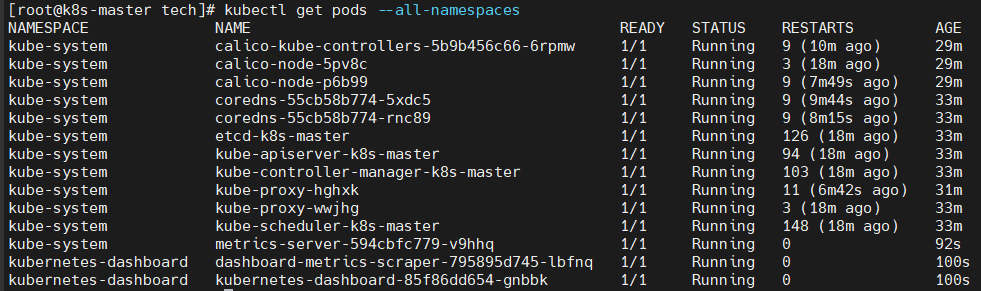 [root@k8s-master tech]# kubectl get pods --all-namespaces
NAMESPACE              NAME                                         READY   STATUS    RESTARTS         AGE
kube-system            calico-kube-controllers-5b9b456c66-6rpmw     1/1     Running   9 (10m ago)      29m
kube-system            calico-node-5pv8c                            1/1     Running   3 (18m ago)      29m
kube-system            calico-node-p6b99                            1/1     Running   9 (7m49s ago)    29m
kube-system            coredns-55cb58b774-5xdc5                     1/1     Running   9 (9m44s ago)    33m
kube-system            coredns-55cb58b774-rnc89                     1/1     Running   9 (8m15s ago)    33m
kube-system            etcd-k8s-master                              1/1     Running   126 (18m ago)    33m
kube-system            kube-apiserver-k8s-master                    1/1     Running   94 (18m ago)     33m
kube-system            kube-controller-manager-k8s-master           1/1     Running   103 (18m ago)    33m
kube-system            kube-proxy-hghxk                             1/1     Running   11 (6m42s ago)   31m
kube-system            kube-proxy-wwjhg                             1/1     Running   3 (18m ago)      33m
kube-system            kube-scheduler-k8s-master                    1/1     Running   148 (18m ago)    33m
kube-system            metrics-server-594cbfc779-v9hhq              1/1     Running   0                92s
kubernetes-dashboard   dashboard-metrics-scraper-795895d745-lbfnq   1/1     Running   0                100s
kubernetes-dashboard   kubernetes-dashboard-85f86dd654-gnbbk        1/1     Running   0                100s